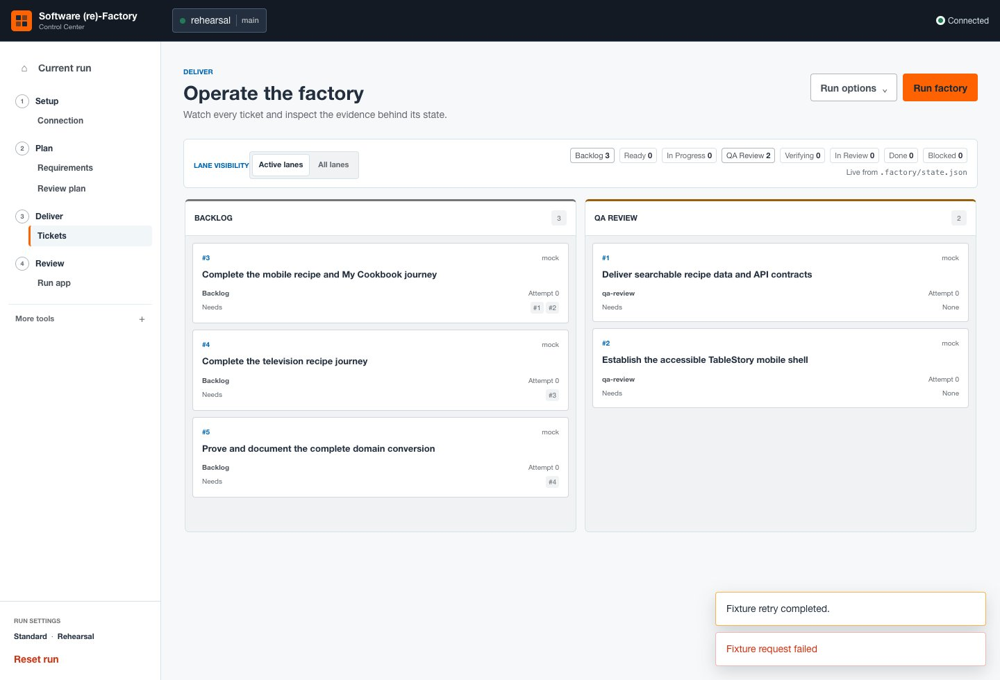 Software (re)-Factory
Control Center
rehearsal main
Connected
Current run
1 Setup
Connection
2 Plan
Requirements
Review plan
3 Deliver
Tickets
4 Review
Run app
More tools +
RUN SETTINGS
Standard · Rehearsal
Reset run
DELIVER
Operate the factory
Watch every ticket and inspect the evidence behind its state.
Run options
Run factory
LANE VISIBILITY Active lanes All lanes
Backlog 3 Ready 0 In Progress 0 QA Review 2 Verifying 0 In Review 0 Done 0 Blocked 0
Live from .factory/state.json
BACKLOG 3
#3 mock
Complete the mobile recipe and My Cookbook journey
Backlog Attempt 0
Needs #1 #2
#4 mock
Complete the television recipe journey
Backlog Attempt 0
Needs #3
#5 mock
Prove and document the complete domain conversion
Backlog Attempt 0
Needs #4
QA REVIEW 2
#1 mock
Deliver searchable recipe data and API contracts
qa-review Attempt 0
Needs None
#2 mock
Establish the accessible TableStory mobile shell
qa-review Attempt 0
Needs None
Fixture retry completed.
Fixture request failed